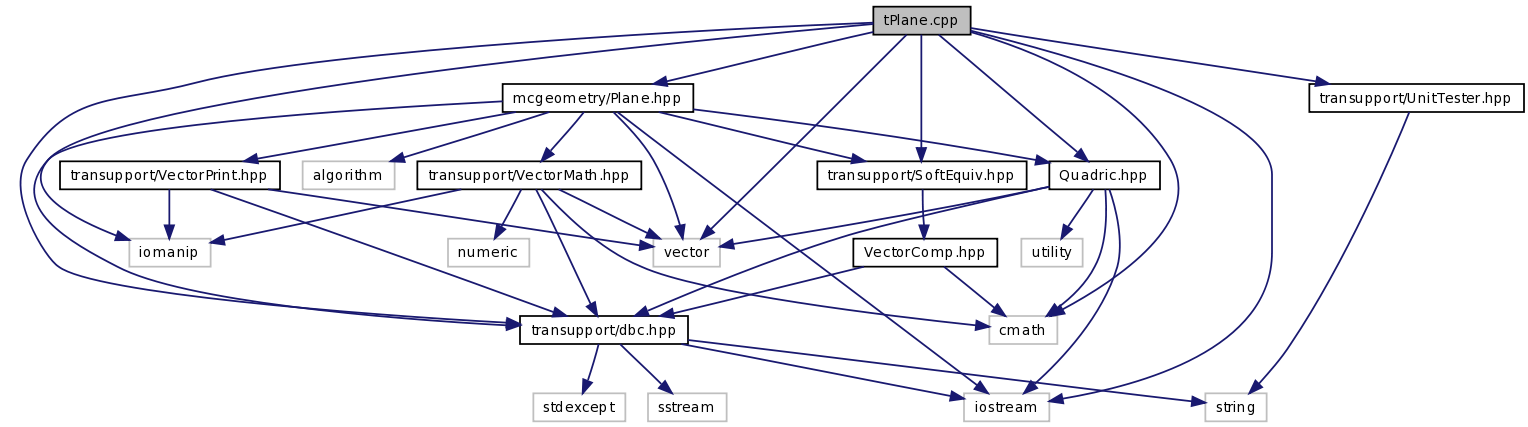 tPlane.cpp
mcgeometry/Plane.hpp
transupport/UnitTester.hpp
transupport/VectorPrint.hpp
algorithm
transupport/VectorMath.hpp
transupport/SoftEquiv.hpp
Quadric.hpp
iomanip
numeric
vector
VectorComp.hpp
utility
transupport/dbc.hpp
cmath
stdexcept
sstream
iostream
string